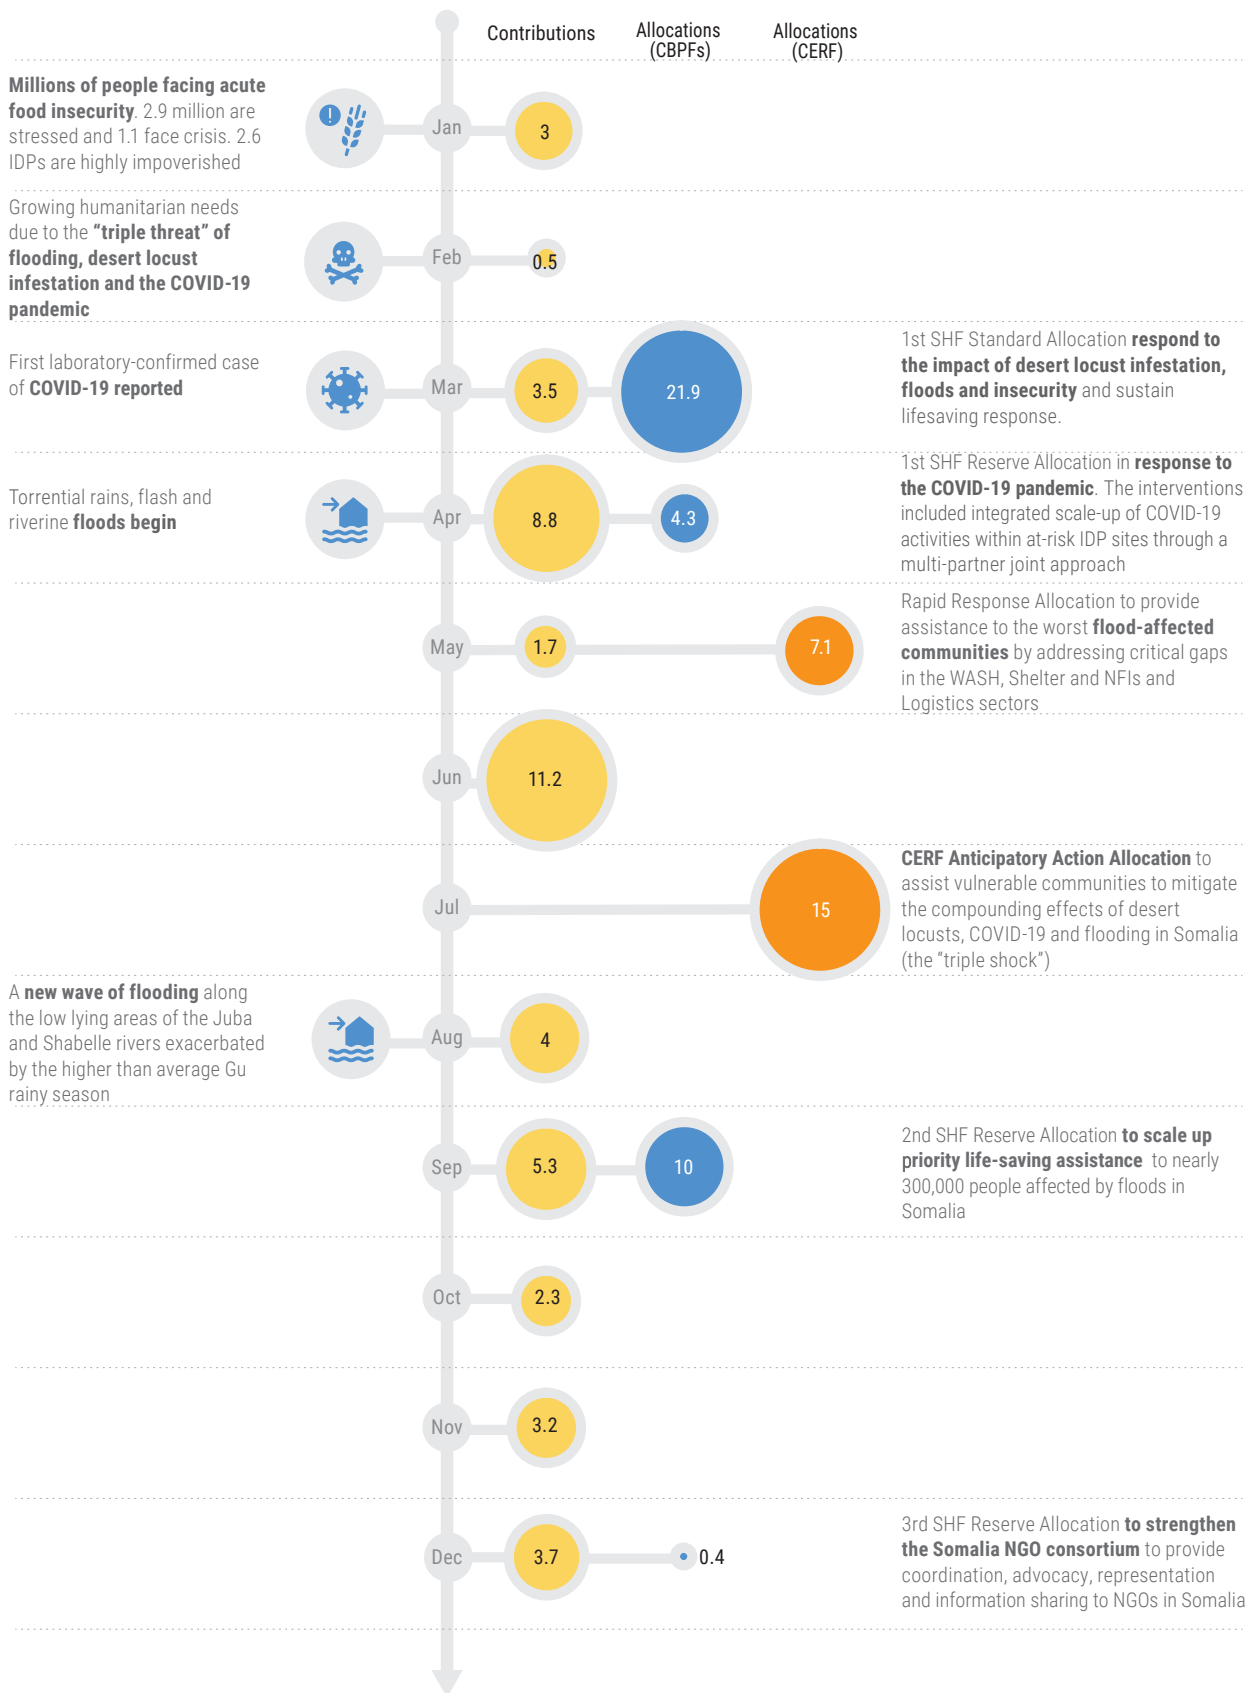 Contributions
Allocations
(CBPFs)
Allocations
(CERF)
Millions of people facing acute
food insecurity. 2.9 million are
stressed and 1.1 face crisis. 2.6
IDPs are highly impoverished
Jan
3
Growing humanitarian needs
due to the “triple threat” of
flooding, desert locust
infestation and the COVID-19
pandemic
Feb
0.5
First laboratory-confirmed case
of COVID-19 reported
Mar
3.5
21.9
1st SHF Standard Allocation respond to
the impact of desert locust infestation,
floods and insecurity and sustain
lifesaving response.
Torrential rains, flash and
riverine floods begin
Apr
8.8
4.3
1st SHF Reserve Allocation in response to
the COVID-19 pandemic. The interventions
included integrated scale-up of COVID-19
activities within at-risk IDP sites through a
multi-partner joint approach
May
1.7
7.1
Rapid Response Allocation to provide
assistance to the worst flood-affected
communities by addressing critical gaps
in the WASH, Shelter and NFIs and
Logistics sectors
Jun
11.2
Jul
15
CERF Anticipatory Action Allocation to
assist vulnerable communities to mitigate
the compounding effects of desert
locusts, COVID-19 and flooding in Somalia
(the “triple shock”)
A new wave of flooding along
the low lying areas of the Juba
and Shabelle rivers exacerbated
by the higher than average Gu
rainy season
Aug
4
Sep
5.3
10
2nd SHF Reserve Allocation to scale up
priority life-saving assistance to nearly
300,000 people affected by floods in
Somalia
Oct
2.3
Nov
3.2
Dec
3.7
0.4
3rd SHF Reserve Allocation to strengthen
the Somalia NGO consortium to provide
coordination, advocacy, representation
and information sharing to NGOs in Somalia